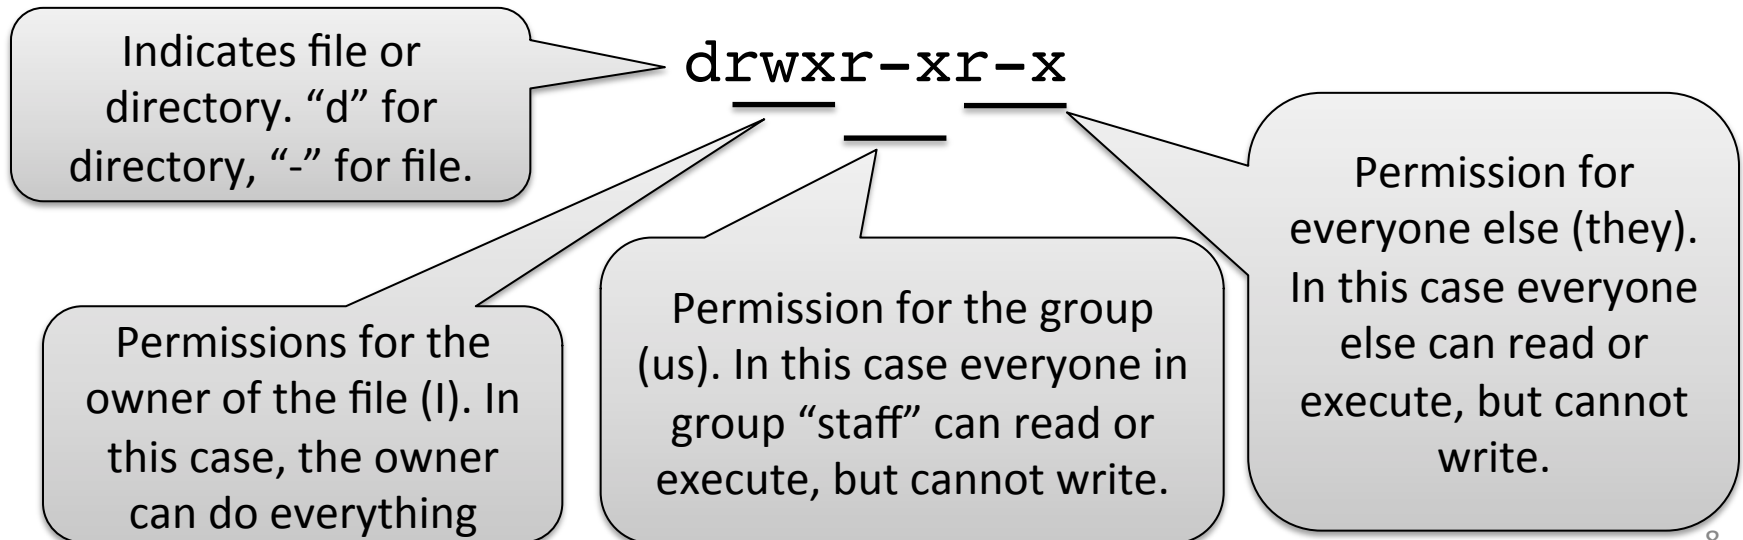 Indicates file or
directory. “d” for
directory, “-” for file.
drwxr-xr-x
Permissions for the
owner of the file (I). In
this case, the owner
can do everything
Permission for the group
(us). In this case everyone in
group “staff” can read or
execute, but cannot write.
Permission for
everyone else (they).
In this case everyone
else can read or
execute, but cannot
write.
8